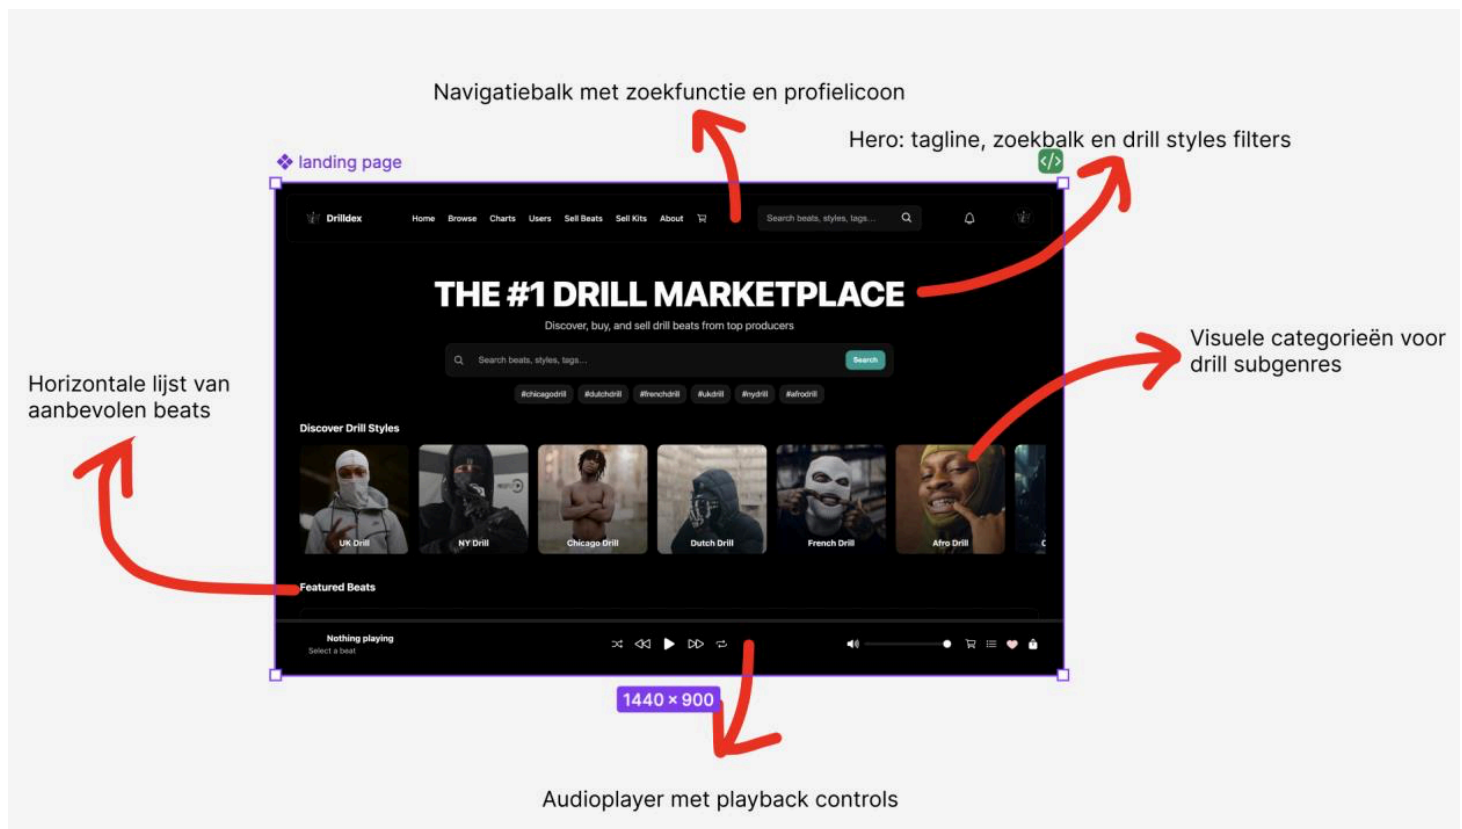 Navigatiebalk met zoekfunctie en profielicoon
Hero: tagline, zoekbalk en drill styles filters
landing page
</>
Drilldex
Home Browse Charts Users Sell Beats Sell Kits About
Search beats, styles, tags...
THE #1 DRILL MARKETPLACE
Discover, buy, and sell drill beats from top producers
Search beats, styles, tags...
Search
#chicagodrill #dutchdrill #frenchdrill #ukdrill #nydrill #afrodrill
Visuele categorieën voor
drill subgenres
Horizontale lijst van
aanbevolen beats
Discover Drill Styles
UK Drill NY Drill Chicago Drill Dutch Drill French Drill Afro Drill
Featured Beats
Nothing playing
Select a beat
1440 × 900
Audioplayer met playback controls